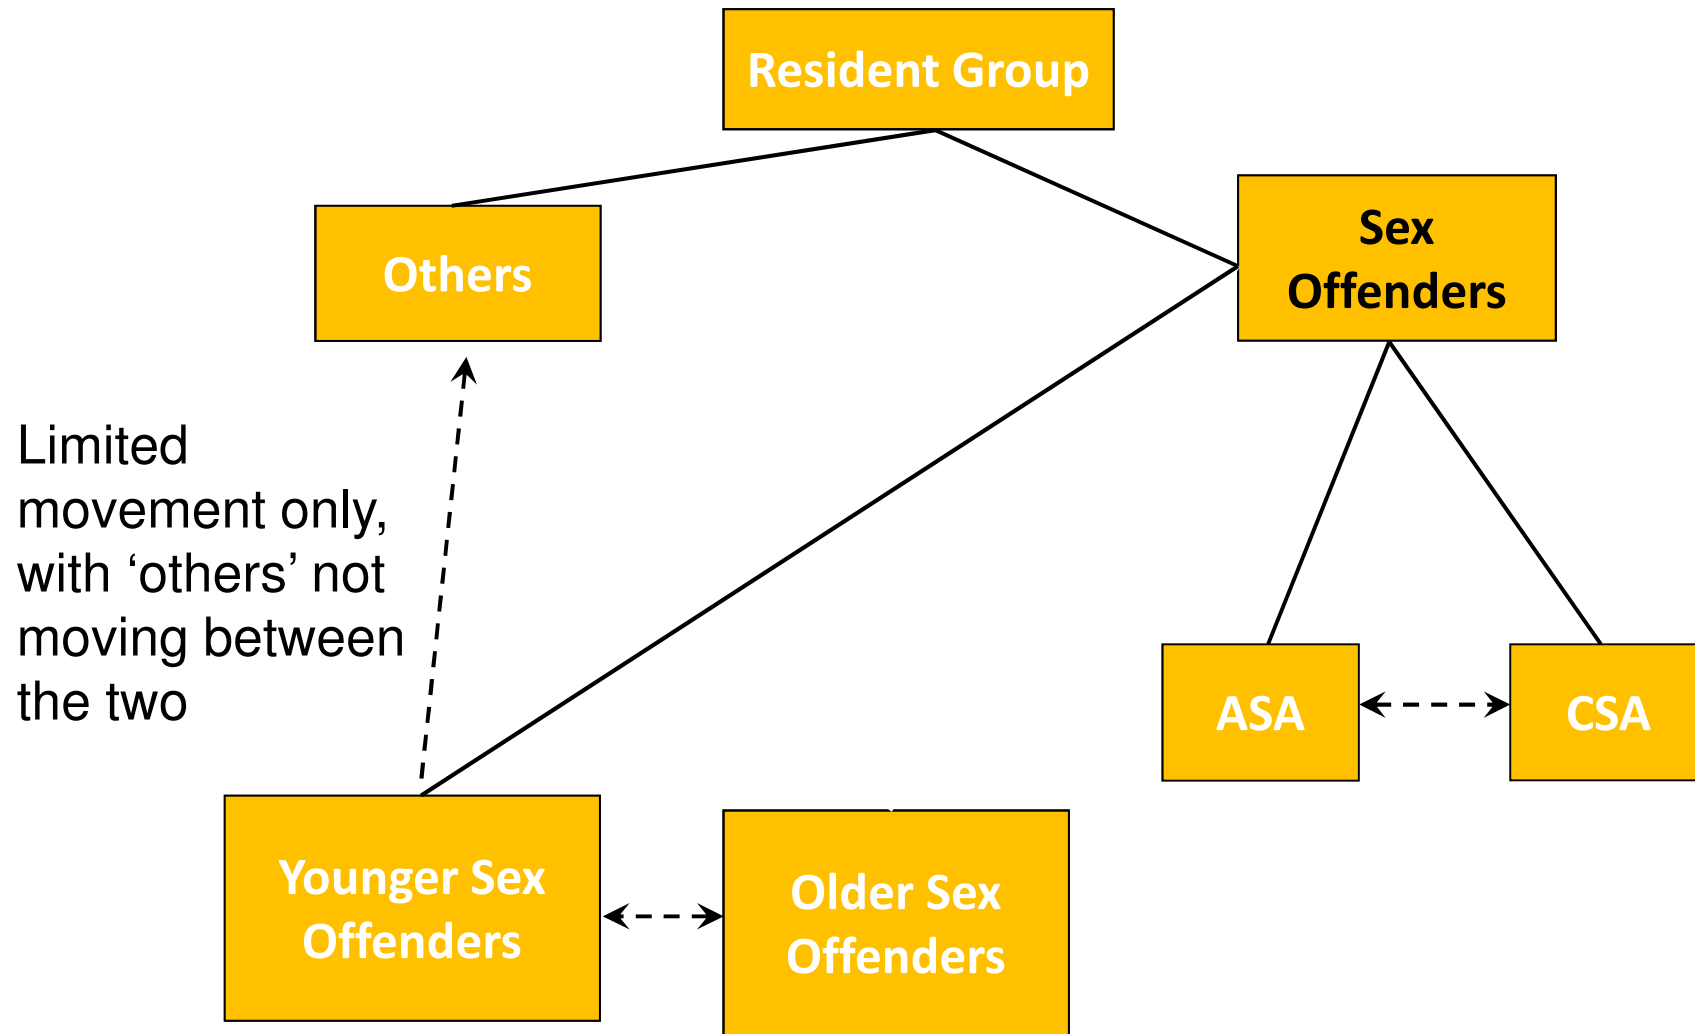 Resident Group
Sex
Offenders
Others
Limited
movement only,
with ‘others’ not
moving between
the two
ASA
CSA
Younger Sex
Offenders
Older Sex
Offenders